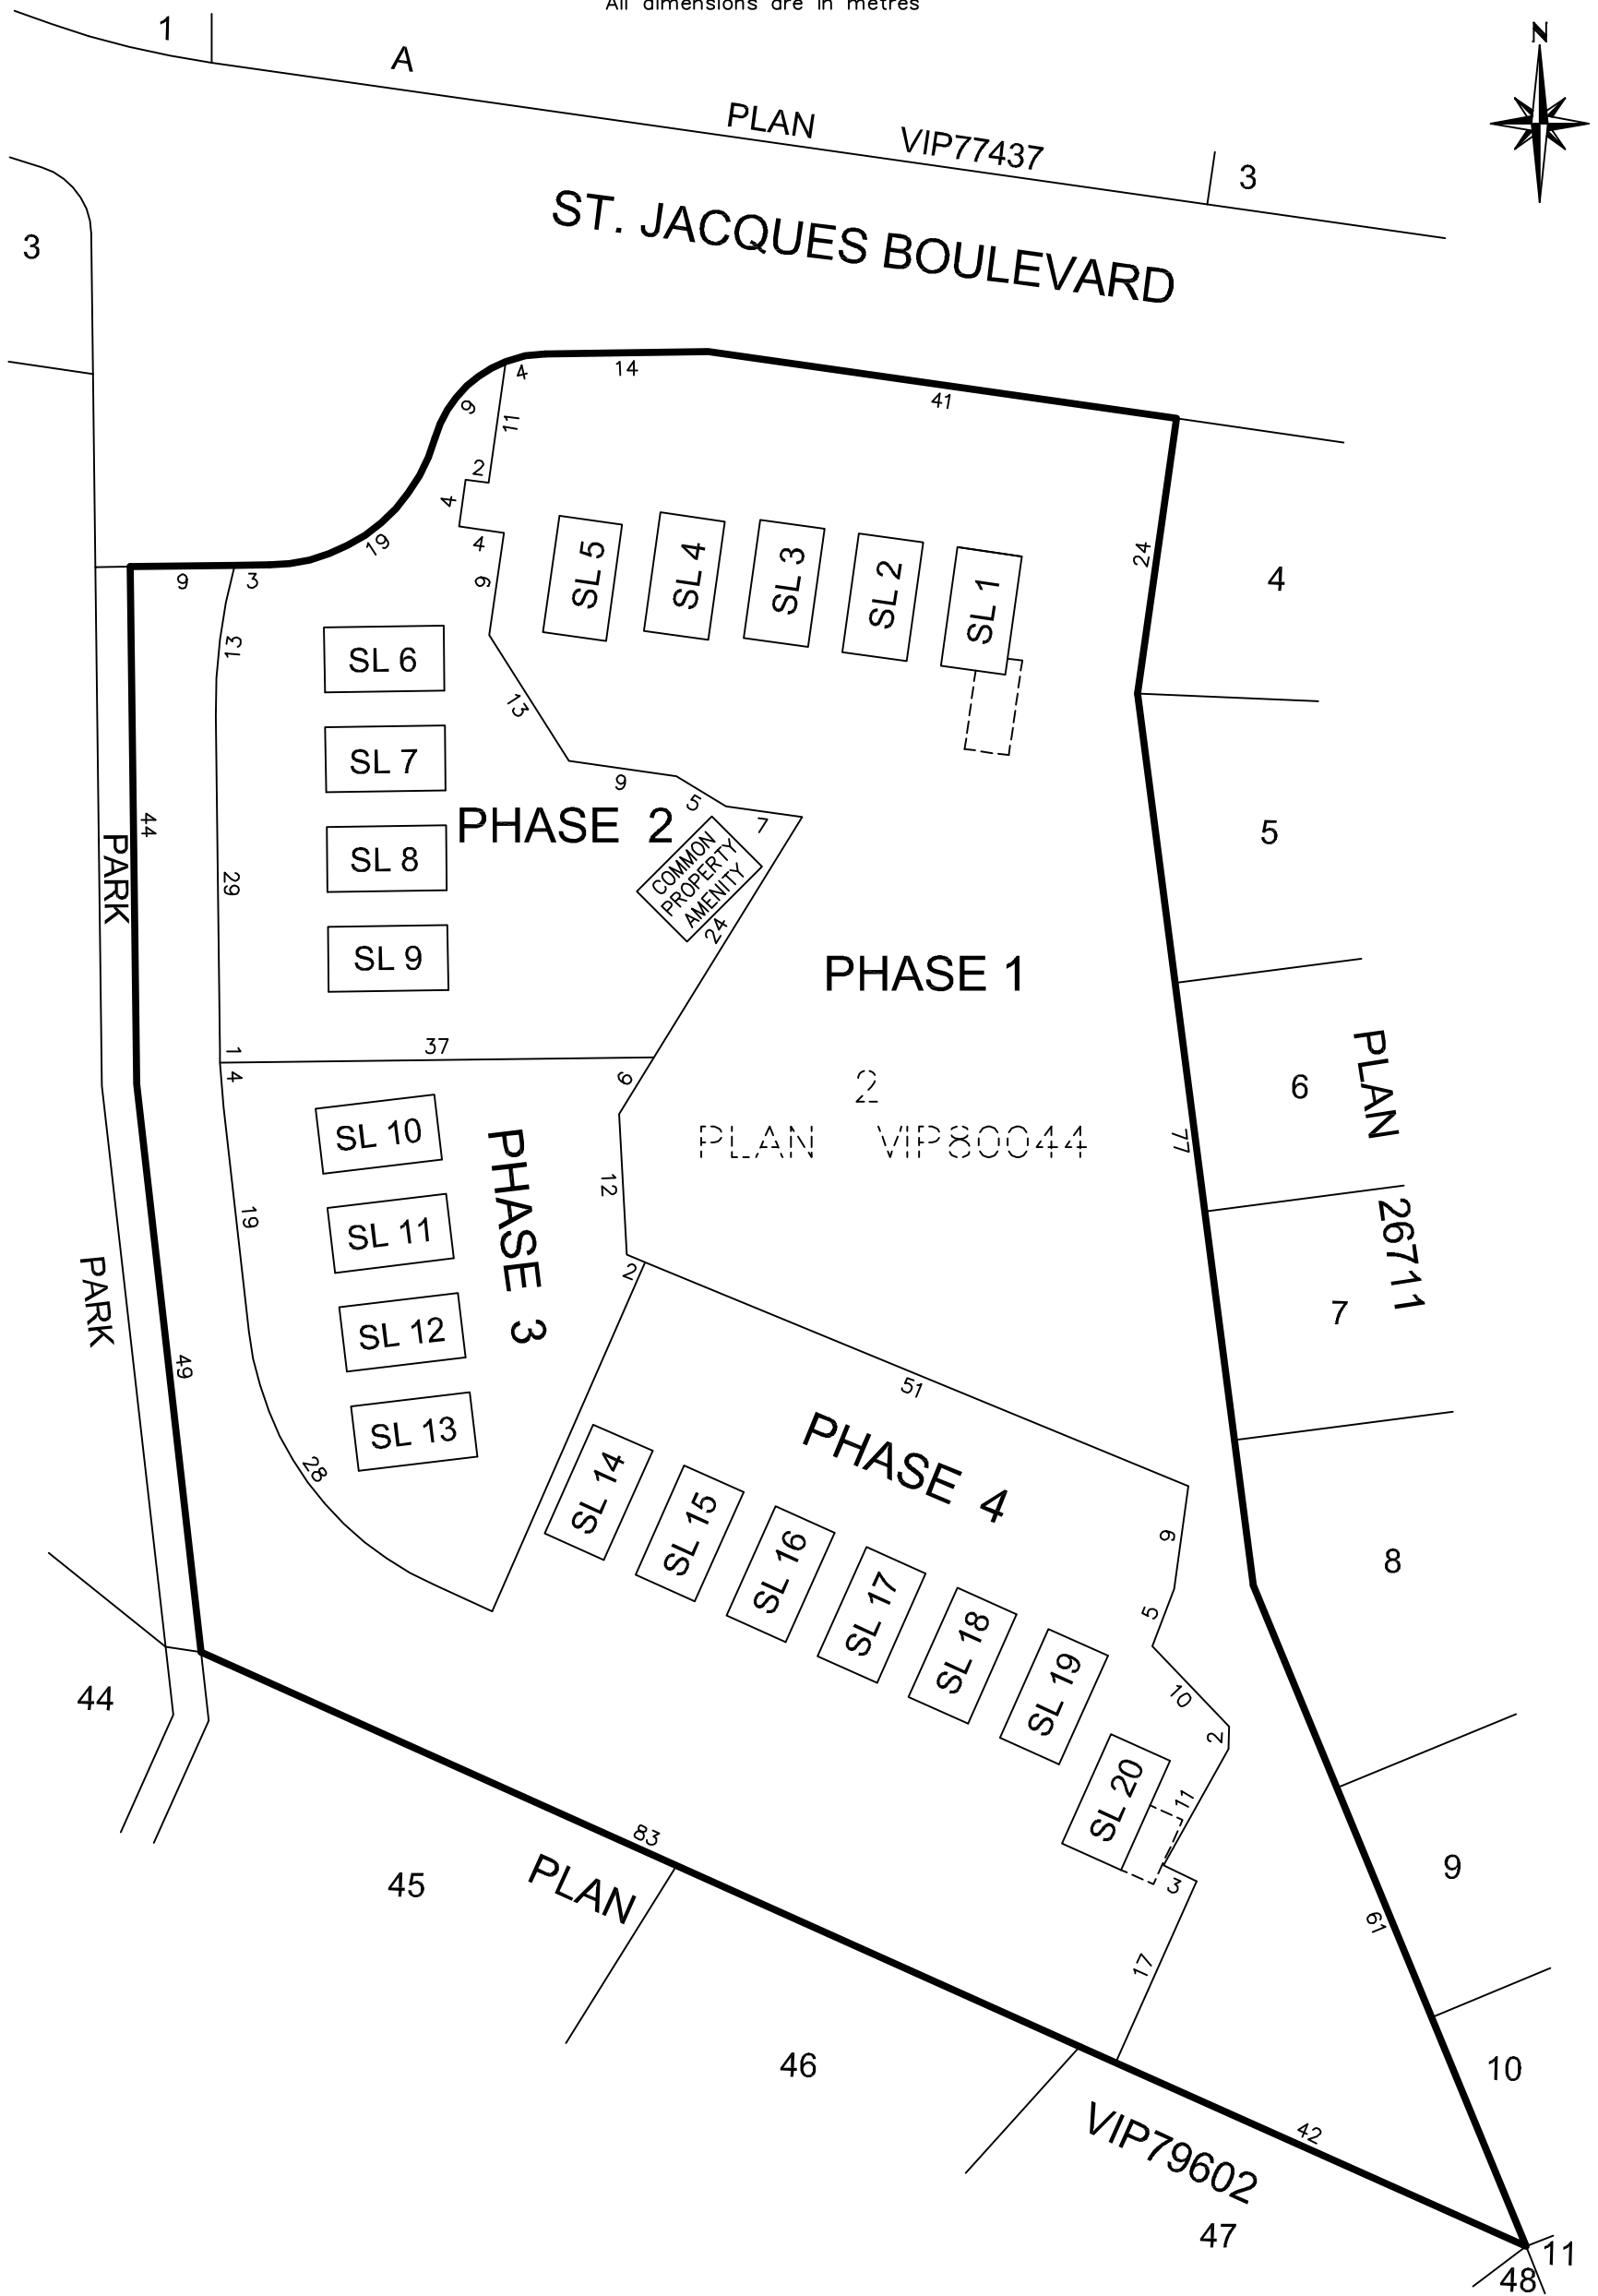 All dimensions are in metres
N
1
A
PLAN VIP77437
3
ST. JACQUES BOULEVARD
3
4
14
41
9
11
2
4
4
9
19
9
3
13
24
SL 5
SL 4
SL 3
SL 2
SL 1
4
SL 6
SL 7
SL 8
SL 9
13
9
5
7
PHASE 2
COMMON
PROPERTY
AMENITY
24
44
PARK
29
5
PHASE 1
1
37
4
6
2
PLAN VIP80044
77
6
PLAN 26711
7
8
SL 10
SL 11
SL 12
SL 13
PHASE 3
12
2
19
PARK
49
28
51
PHASE 4
SL 14
SL 15
SL 16
SL 17
SL 18
SL 19
SL 20
9
5
10
2
11
3
17
44
83
45
PLAN VIP79602
46
42
47
61
9
10
11
48